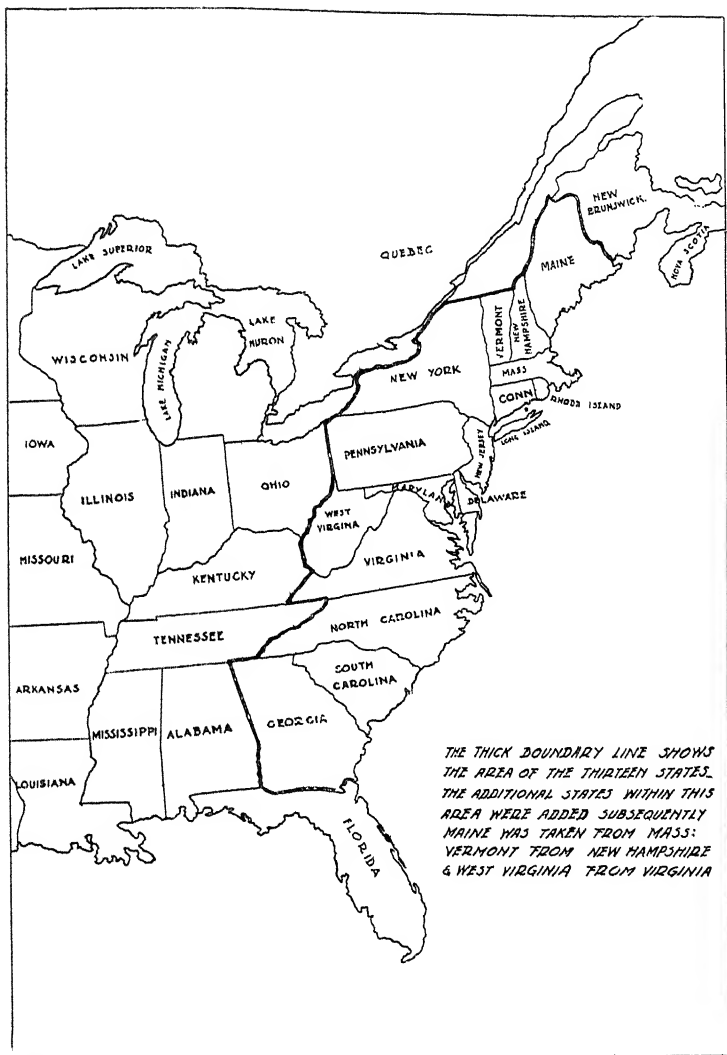 NEW
BRUNSWICK.
NOVA SCOTIA
LAKE SUPERIOR
QUEBEC
MAINE
LAKE
HURON
VERMONT
NEW
HAMPSHIRE
WISCONSIN
LAKE MICHIGAN
NEW YORK
MASS
CONN
RHODE ISLAND
LONG ISLAND
IOWA
PENNSYLVANIA
NEW JERSEY
ILLINOIS
INDIANA
OHIO
MARYLAND
DELAWARE
WEST
VIRGINA
MISSOURI
VIRGINIA
KENTUCKY
NORTH CAROLINA
TENNESSEE
SOUTH
CAROLINA
ARKANSAS
MISSISSIPPI
ALABAMA
GEORGIA
LOUISIANA
FLORIDA
THE THICK BOUNDARY LINE SHOWS
THE AREA OF THE THIRTEEN STATES.
THE ADDITIONAL STATES WITHIN THIS
AREA WERE ADDED SUBSEQUENTLY
MAINE WAS TAKEN FROM MASS:
VERMONT FROM NEW HAMPSHIRE
& WEST VIRGINIA FROM VIRGINIA